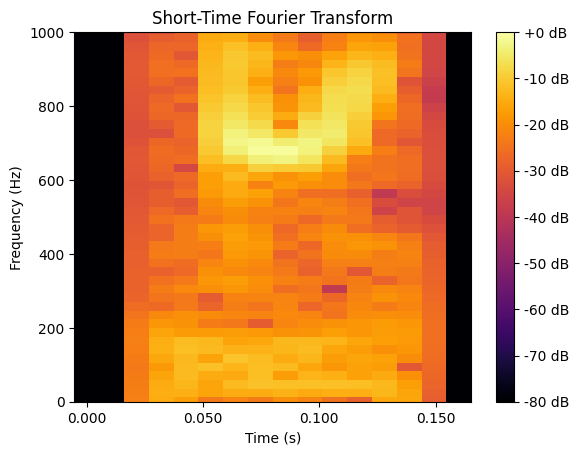 Short-Time Fourier Transform
1000
800
600
400
200
0
Frequency (Hz)
0.000
0.050
0.100
0.150
Time (s)
+0 dB
-10 dB
-20 dB
-30 dB
-40 dB
-50 dB
-60 dB
-70 dB
-80 dB